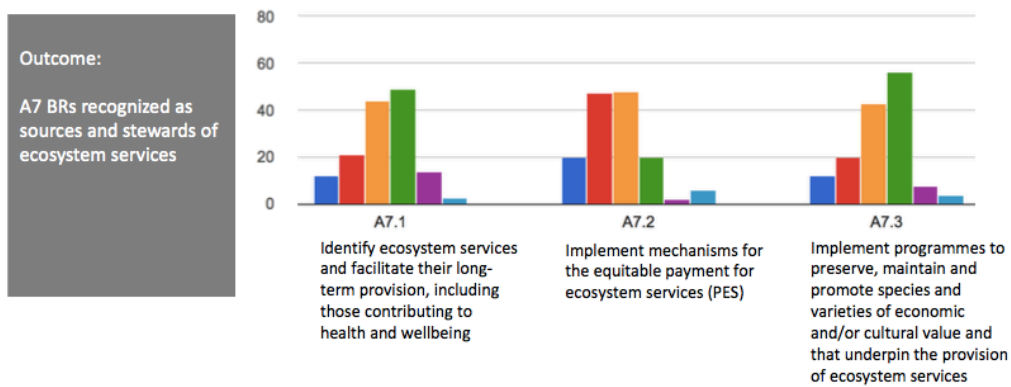 Outcome:
A7 BRs recognized as
sources and stewards of
ecosystem services
80
60
40
20
0
A7.1
A7.2
A7.3
Identify ecosystem services
and facilitate their long-
term provision, including
those contributing to
health and wellbeing
Implement mechanisms for
the equitable payment for
ecosystem services (PES)
Implement programmes to
preserve, maintain and
promote species and
varieties of economic
and/or cultural value and
that underpin the provision
of ecosystem services